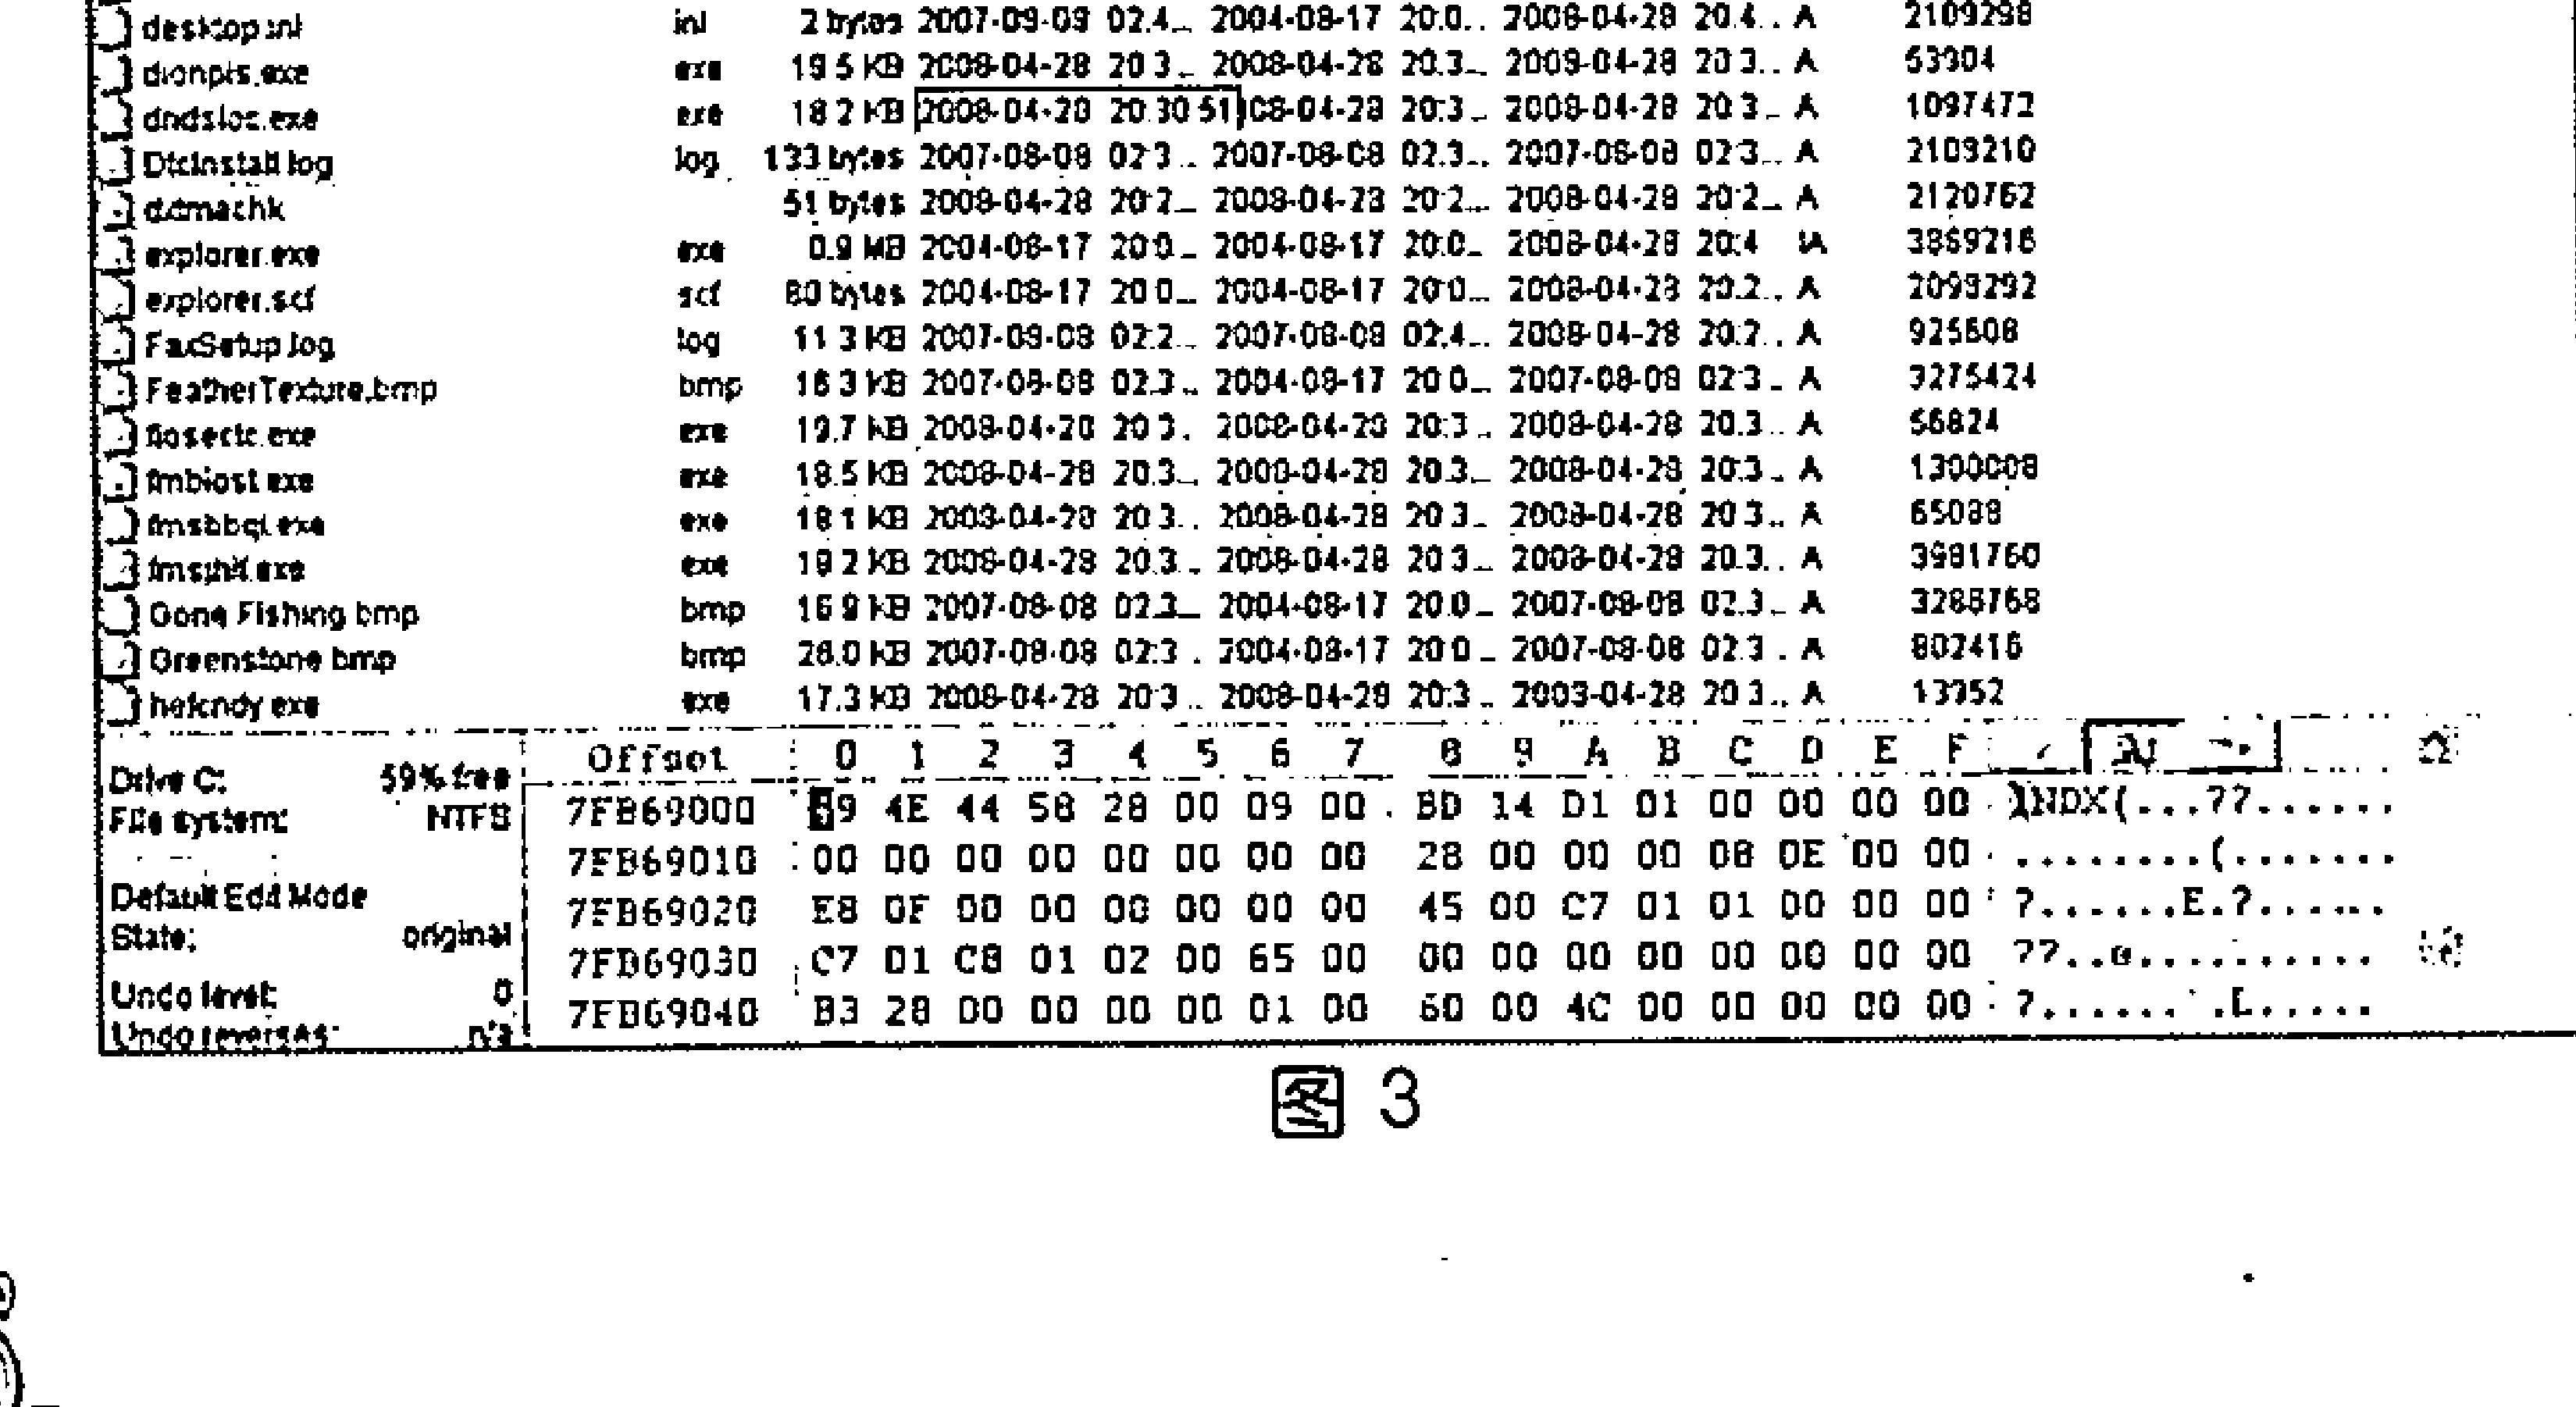 desktop.ini ini 2 bytes 2007-09-09 02:4... 2004-08-17 20:0... 2008-04-28 20:4... A 2109298
exe 19.5 KB 2008-04-28 20:3... 2008-04-28 20:3... 2008-04-28 20:3... A
exe 18.2 KB 2008-04-28 20:30:51 08-04-28 20:3... 2008-04-28 20:3... A 1097472
log 133 bytes 2007-08-08 02:3... 2007-08-08 02:3... 2007-08-08 02:3... A 2109210
51 bytes 2008-04-28 20:2... 2008-04-28 20:2... 2008-04-28 20:2... A 2120762
explorer.exe exe 0.9 MB 2004-08-17 20:0... 2004-08-17 20:0... 2008-04-28 20:4 IA 3869216
explorer.scf scf 80 bytes 2004-08-17 20:0... 2004-08-17 20:0... 2008-04-28 20:2... A 2099292
FaxSetup.log log 11.3 KB 2007-08-08 02:2... 2007-08-08 02:4... 2008-04-28 20:2... A
FeatherTexture.bmp bmp 16.3 KB 2007-08-08 02:3... 2004-08-17 20:0... 2007-08-08 02:3... A 3275424
exe 19.7 KB 2008-04-28 20:3... 2008-04-28 20:3... 2008-04-28 20:3... A 56824
exe 18.5 KB 2008-04-28 20:3... 2008-04-28 20:3... 2008-04-28 20:3... A
exe 18.1 KB 2008-04-28 20:3... 2008-04-28 20:3... 2008-04-28 20:3... A
exe 18.2 KB 2008-04-28 20:3... 2008-04-28 20:3... 2008-04-28 20:3... A 3981760
Gone Fishing.bmp bmp 16.9 KB 2007-08-08 02:3... 2004-08-17 20:0... 2007-08-08 02:3... A 3288768
Greenstone.bmp bmp 26.0 KB 2007-08-08 02:3... 2004-08-17 20:0... 2007-08-08 02:3... A 802416
exe 17.3 KB 2008-04-28 20:3... 2008-04-28 20:3... 2008-04-28 20:3... A
Drive C: 59% free
File system: NTFS
Default Edit Mode
State: original
Undo level: 0
Undo reverses: n/a
Offset 0 1 2 3 4 5 6 7 8 9 A B C D E F
7FB69000 49 4E 44 58 28 00 09 00 BD 14 D1 01 00 00 00 00 INDX(...??......
7FB69010 00 00 00 00 00 00 00 00 28 00 00 00 08 0E 00 00 ........(.......
7FB69020 E8 0F 00 00 00 00 00 00 45 00 C7 01 01 00 00 00 ?.......E.?.....
7FB69030 C7 01 C8 01 02 00 65 00 00 00 00 00 00 00 00 00 ??..e.........
7FB69040 B3 28 00 00 00 00 01 00 60 00 4C 00 00 00 00 00 ?......`.L.....
图 3